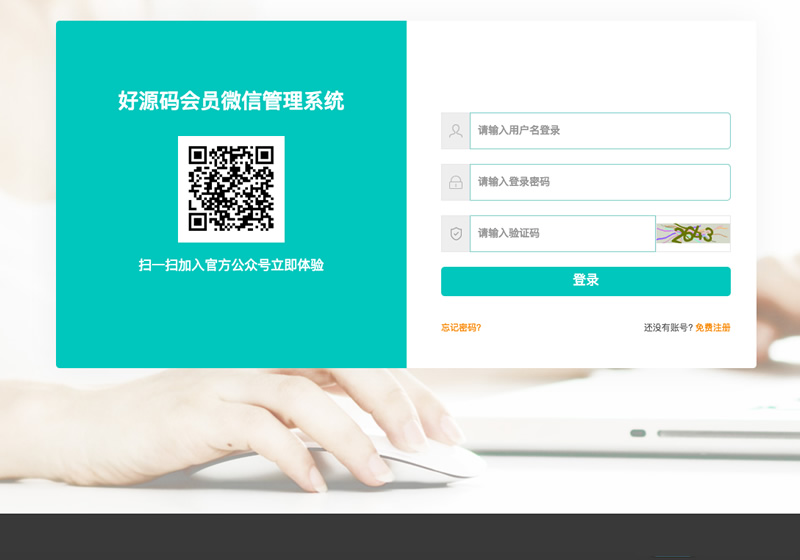 好源码会员微信管理系统
扫一扫加入官方公众号立即体验
请输入用户名登录
请输入登录密码
请输入验证码
2643
登录
忘记密码?
还没有账号? 免费注册